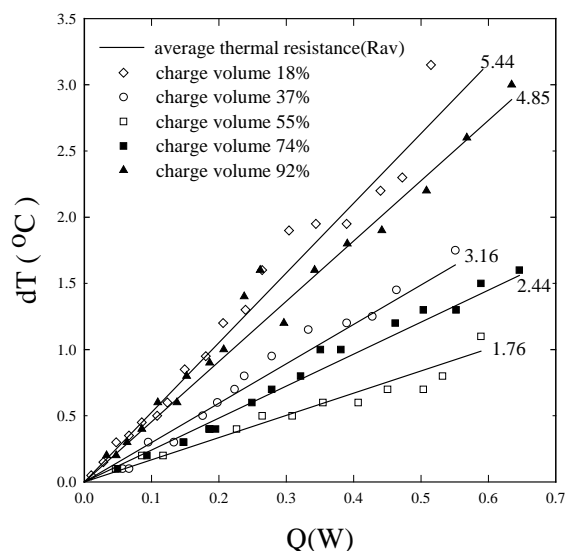 average thermal resistance(Rav)
charge volume 18%
charge volume 37%
charge volume 55%
charge volume 74%
charge volume 92%
5.44
4.85
3.16
2.44
1.76
3.5
3.0
2.5
2.0
1.5
1.0
0.5
0.0
0.0 0.1 0.2 0.3 0.4 0.5 0.6 0.7
dT ( °C )
Q(W)